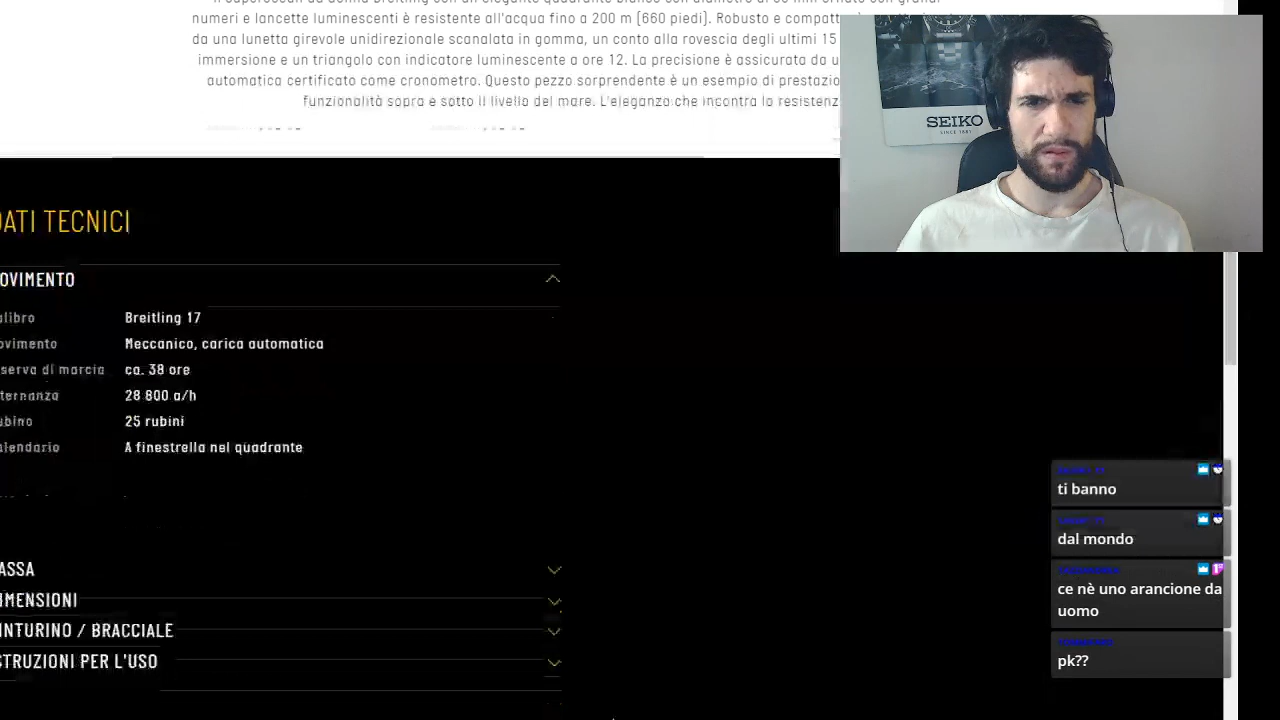 numeri e lancette luminescenti è resistente all'acqua fino a 200 m (660 piedi). Robusto e compatt
da una lunetta girevole unidirezionale scanalata in gomma, un conto alla rovescia degli ultimi 15
immersione e un triangolo con indicatore luminescente a ore 12. La precisione è assicurata da u
automatica certificato come cronometro. Questo pezzo sorprendente è un esempio di prestazio
funzionalità sopra e sotto il livello del mare. L'eleganza che incontra la resistenz
SEIKO
SINCE 1881
DATI TECNICI
OVIMENTO
alibro Breitling 17
ovimento Meccanico, carica automatica
serva di marcia ca. 38 ore
ternanza 28 800 a/h
ubino 25 rubini
alendario A finestrella nel quadrante
ASSA
IMENSIONI
INTURINO / BRACCIALE
STRUZIONI PER L'USO
ti banno
dal mondo
ce nè uno arancione da
uomo
pk??